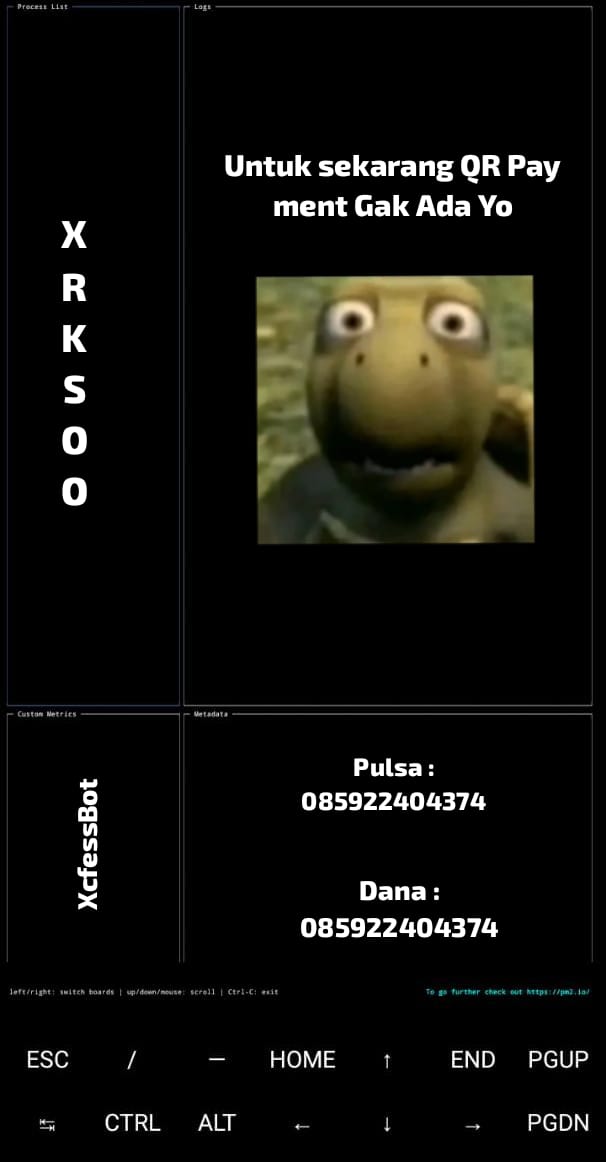 Process List
Logs
Untuk sekarang QR Pay
ment Gak Ada Yo
X
R
K
S
O
O
Custom Metrics
Metadata
XcfessBot
Pulsa :
085922404374
Dana :
085922404374
left/right: switch boards | up/down/mouse: scroll | Ctrl-C: exit
To go further check out https://pm2.io/
ESC / — HOME ↑ END PGUP
↹ CTRL ALT ← ↓ → PGDN